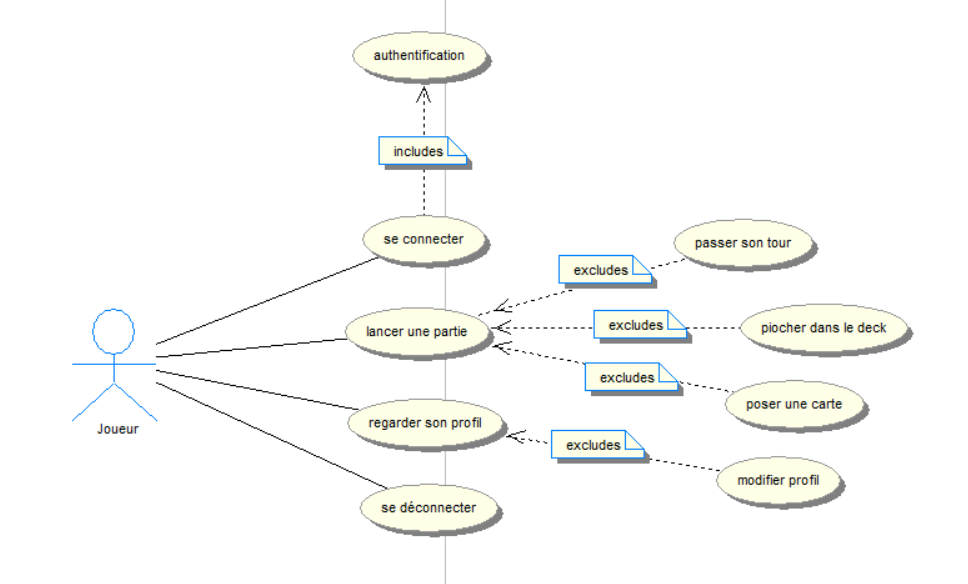 authentification
includes
se connecter
passer son tour
excludes
lancer une partie
excludes
piocher dans le deck
excludes
poser une carte
Joueur
regarder son profil
excludes
modifier profil
se déconnecter